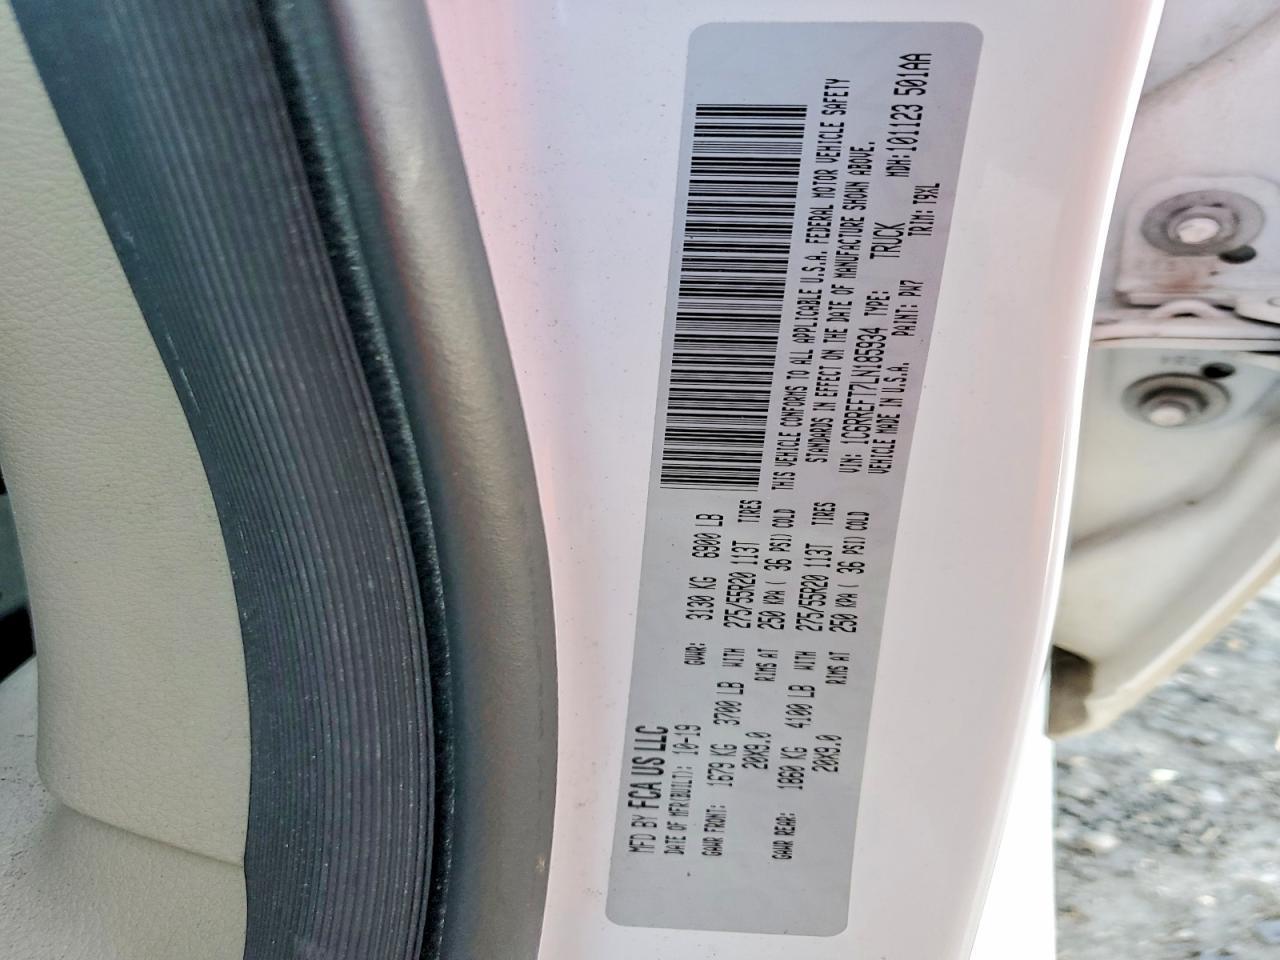 MFD BY FCA US LLC
DATE OF MFR(BUILT): 10-19 GVWR: 3130 KG 6900 LB
GAWR FRONT: 1679 KG 3700 LB WITH 275/55R20 113T TIRES
20X9.0 RIMS AT 250 KPA ( 36 PSI) COLD
GAWR REAR: 1860 KG 4100 LB WITH 275/55R20 113T TIRES
20X9.0 RIMS AT 250 KPA ( 36 PSI) COLD
THIS VEHICLE CONFORMS TO ALL APPLICABLE U.S.A. FEDERAL MOTOR VEHICLE SAFETY
STANDARDS IN EFFECT ON THE DATE OF MANUFACTURE SHOWN ABOVE.
VIN: 1C6RREFT7LN185934 TYPE: TRUCK MDH:101123 501AA
VEHICLE MADE IN U.S.A. PAINT: PW7 TRIM: T9XL